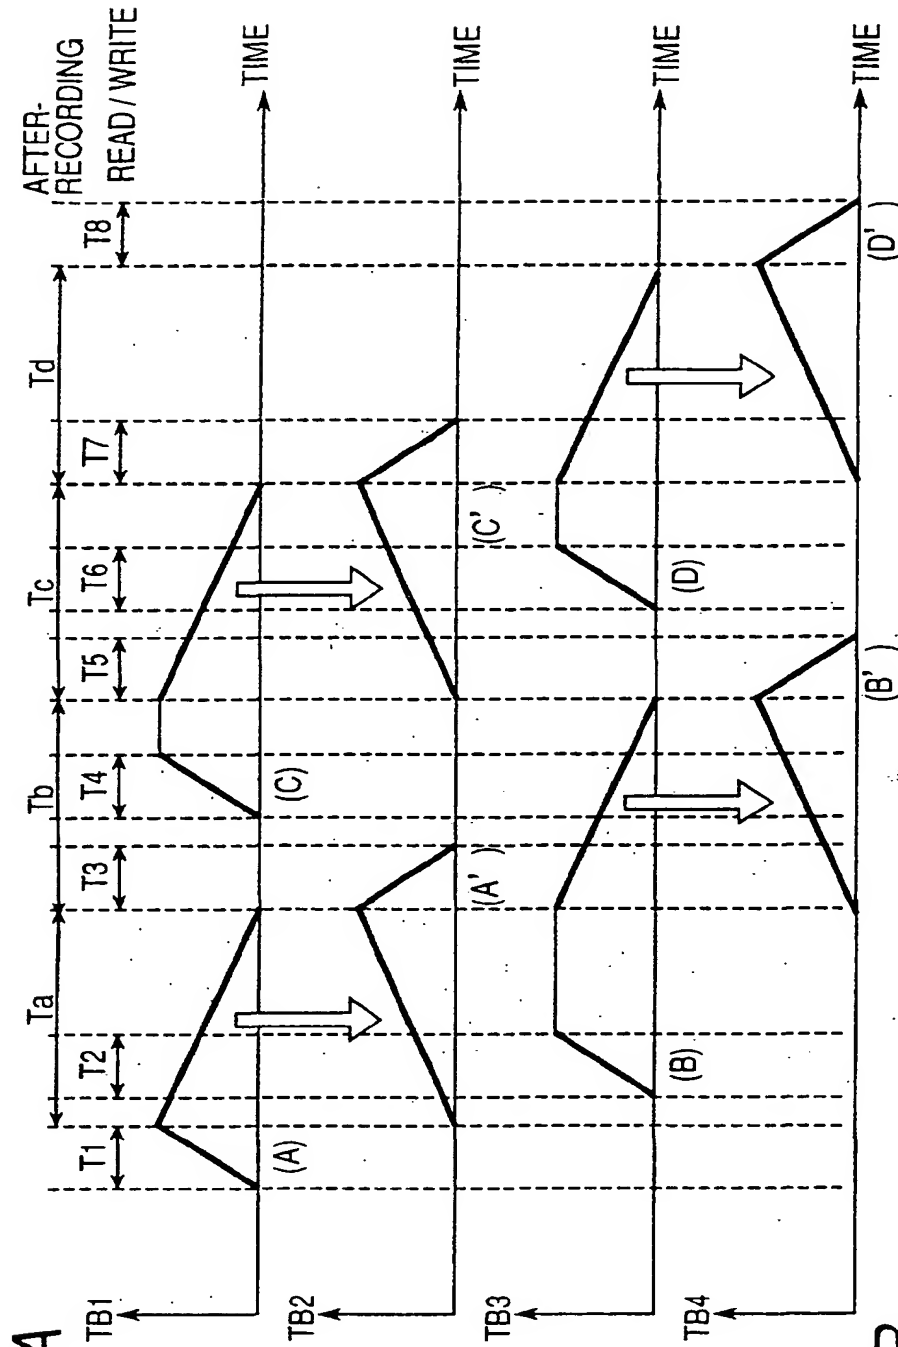 A
AFTER-
RECORDING
Ta Tb Tc Td
READ/WRITE
T1 T2 T3 T4 T5 T6 T7 T8
TB1
TIME
(A) (C)
TB2
TIME
(A') (C')
TB3
TIME
(B) (D)
TB4
TIME
(B') (D')